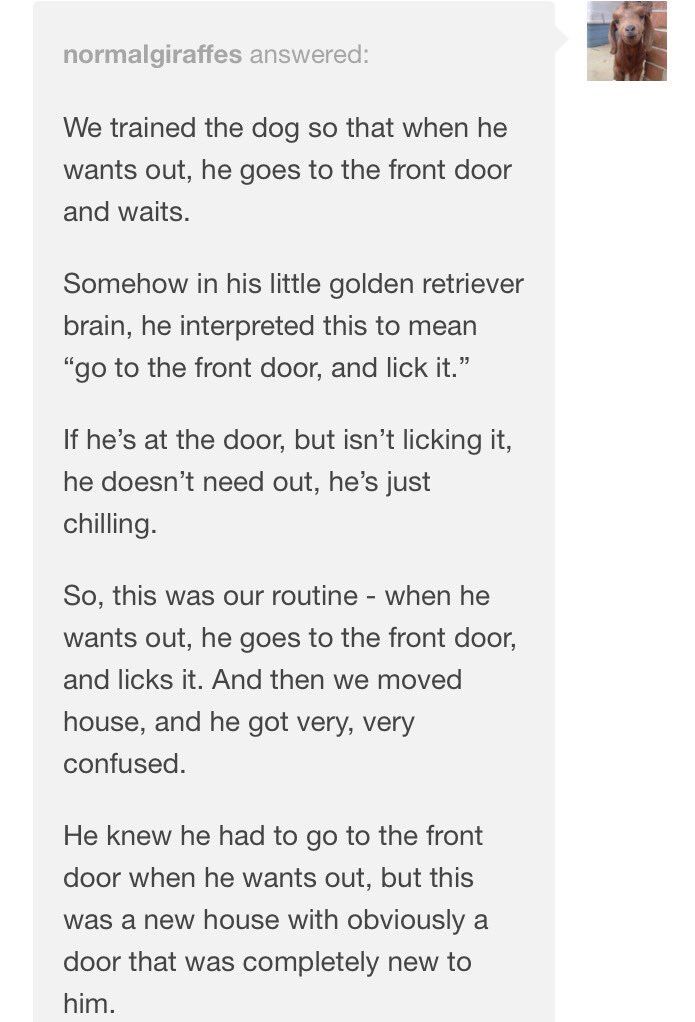 normalgiraffes answered:
We trained the dog so that when he
wants out, he goes to the front door
and waits.
Somehow in his little golden retriever
brain, he interpreted this to mean
“go to the front door, and lick it.”
If he’s at the door, but isn’t licking it,
he doesn’t need out, he’s just
chilling.
So, this was our routine - when he
wants out, he goes to the front door,
and licks it. And then we moved
house, and he got very, very
confused.
He knew he had to go to the front
door when he wants out, but this
was a new house with obviously a
door that was completely new to
him.